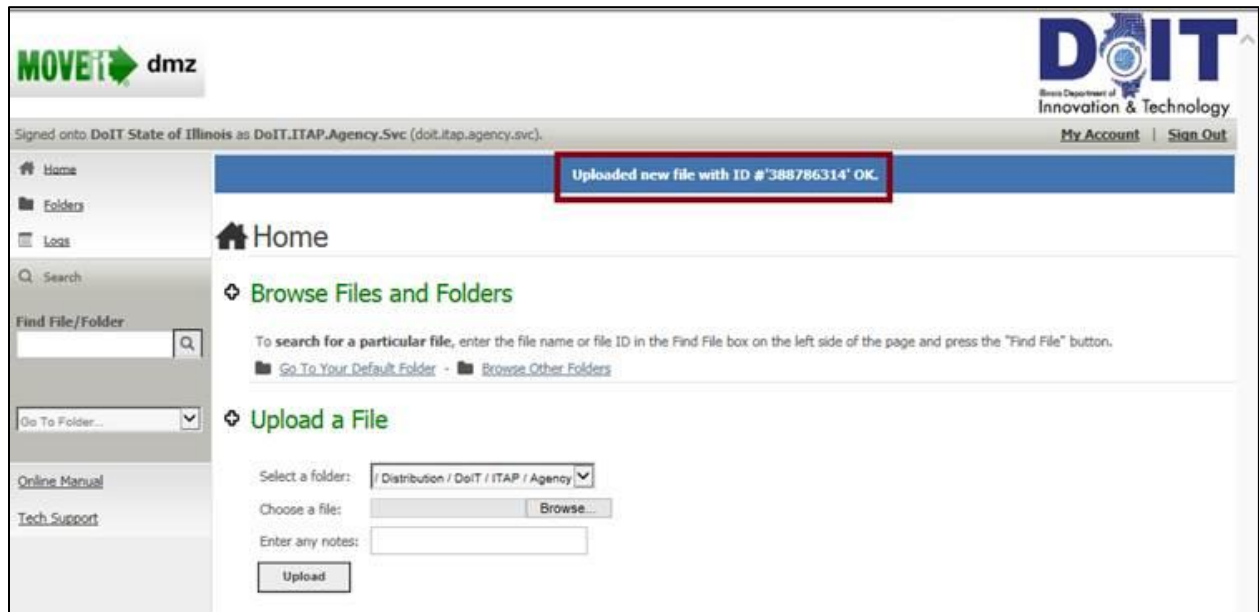 MOVEit dmz
DoIT
Illinois Department of
Innovation & Technology
Signed onto DoIT State of Illinois as DoIT.ITAP.Agency.Svc (doit.itap.agency.svc).
My Account | Sign Out
Home
Folders
Logs
Search
Find File/Folder
Go To Folder...
Online Manual
Tech Support
Uploaded new file with ID #'388786314' OK.
Home
Browse Files and Folders
To search for a particular file, enter the file name or file ID in the Find File box on the left side of the page and press the "Find File" button.
Go To Your Default Folder - Browse Other Folders
Upload a File
Select a folder: / Distribution / DoIT / ITAP / Agency
Choose a file: Browse...
Enter any notes:
Upload